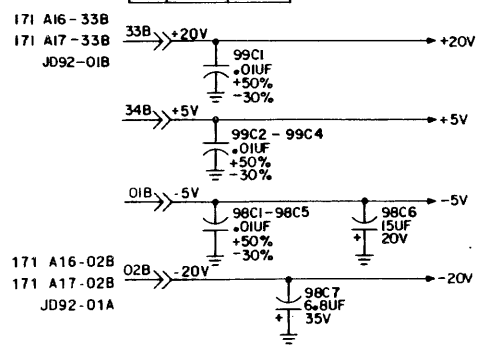 171 A16-33B
171 A17-33B
JD92-01B
33B
+20V
+20V
99C1
.01UF
+50%
-30%
34B
+5V
+5V
99C2 - 99C4
.01UF
+50%
-30%
01B
-5V
-5V
98C1-98C5
.01UF
+50%
-30%
98C6
15UF
20V
+
171 A16-02B
171 A17-02B
JD92-01A
02B
-20V
-20V
98C7
6.8UF
35V
+